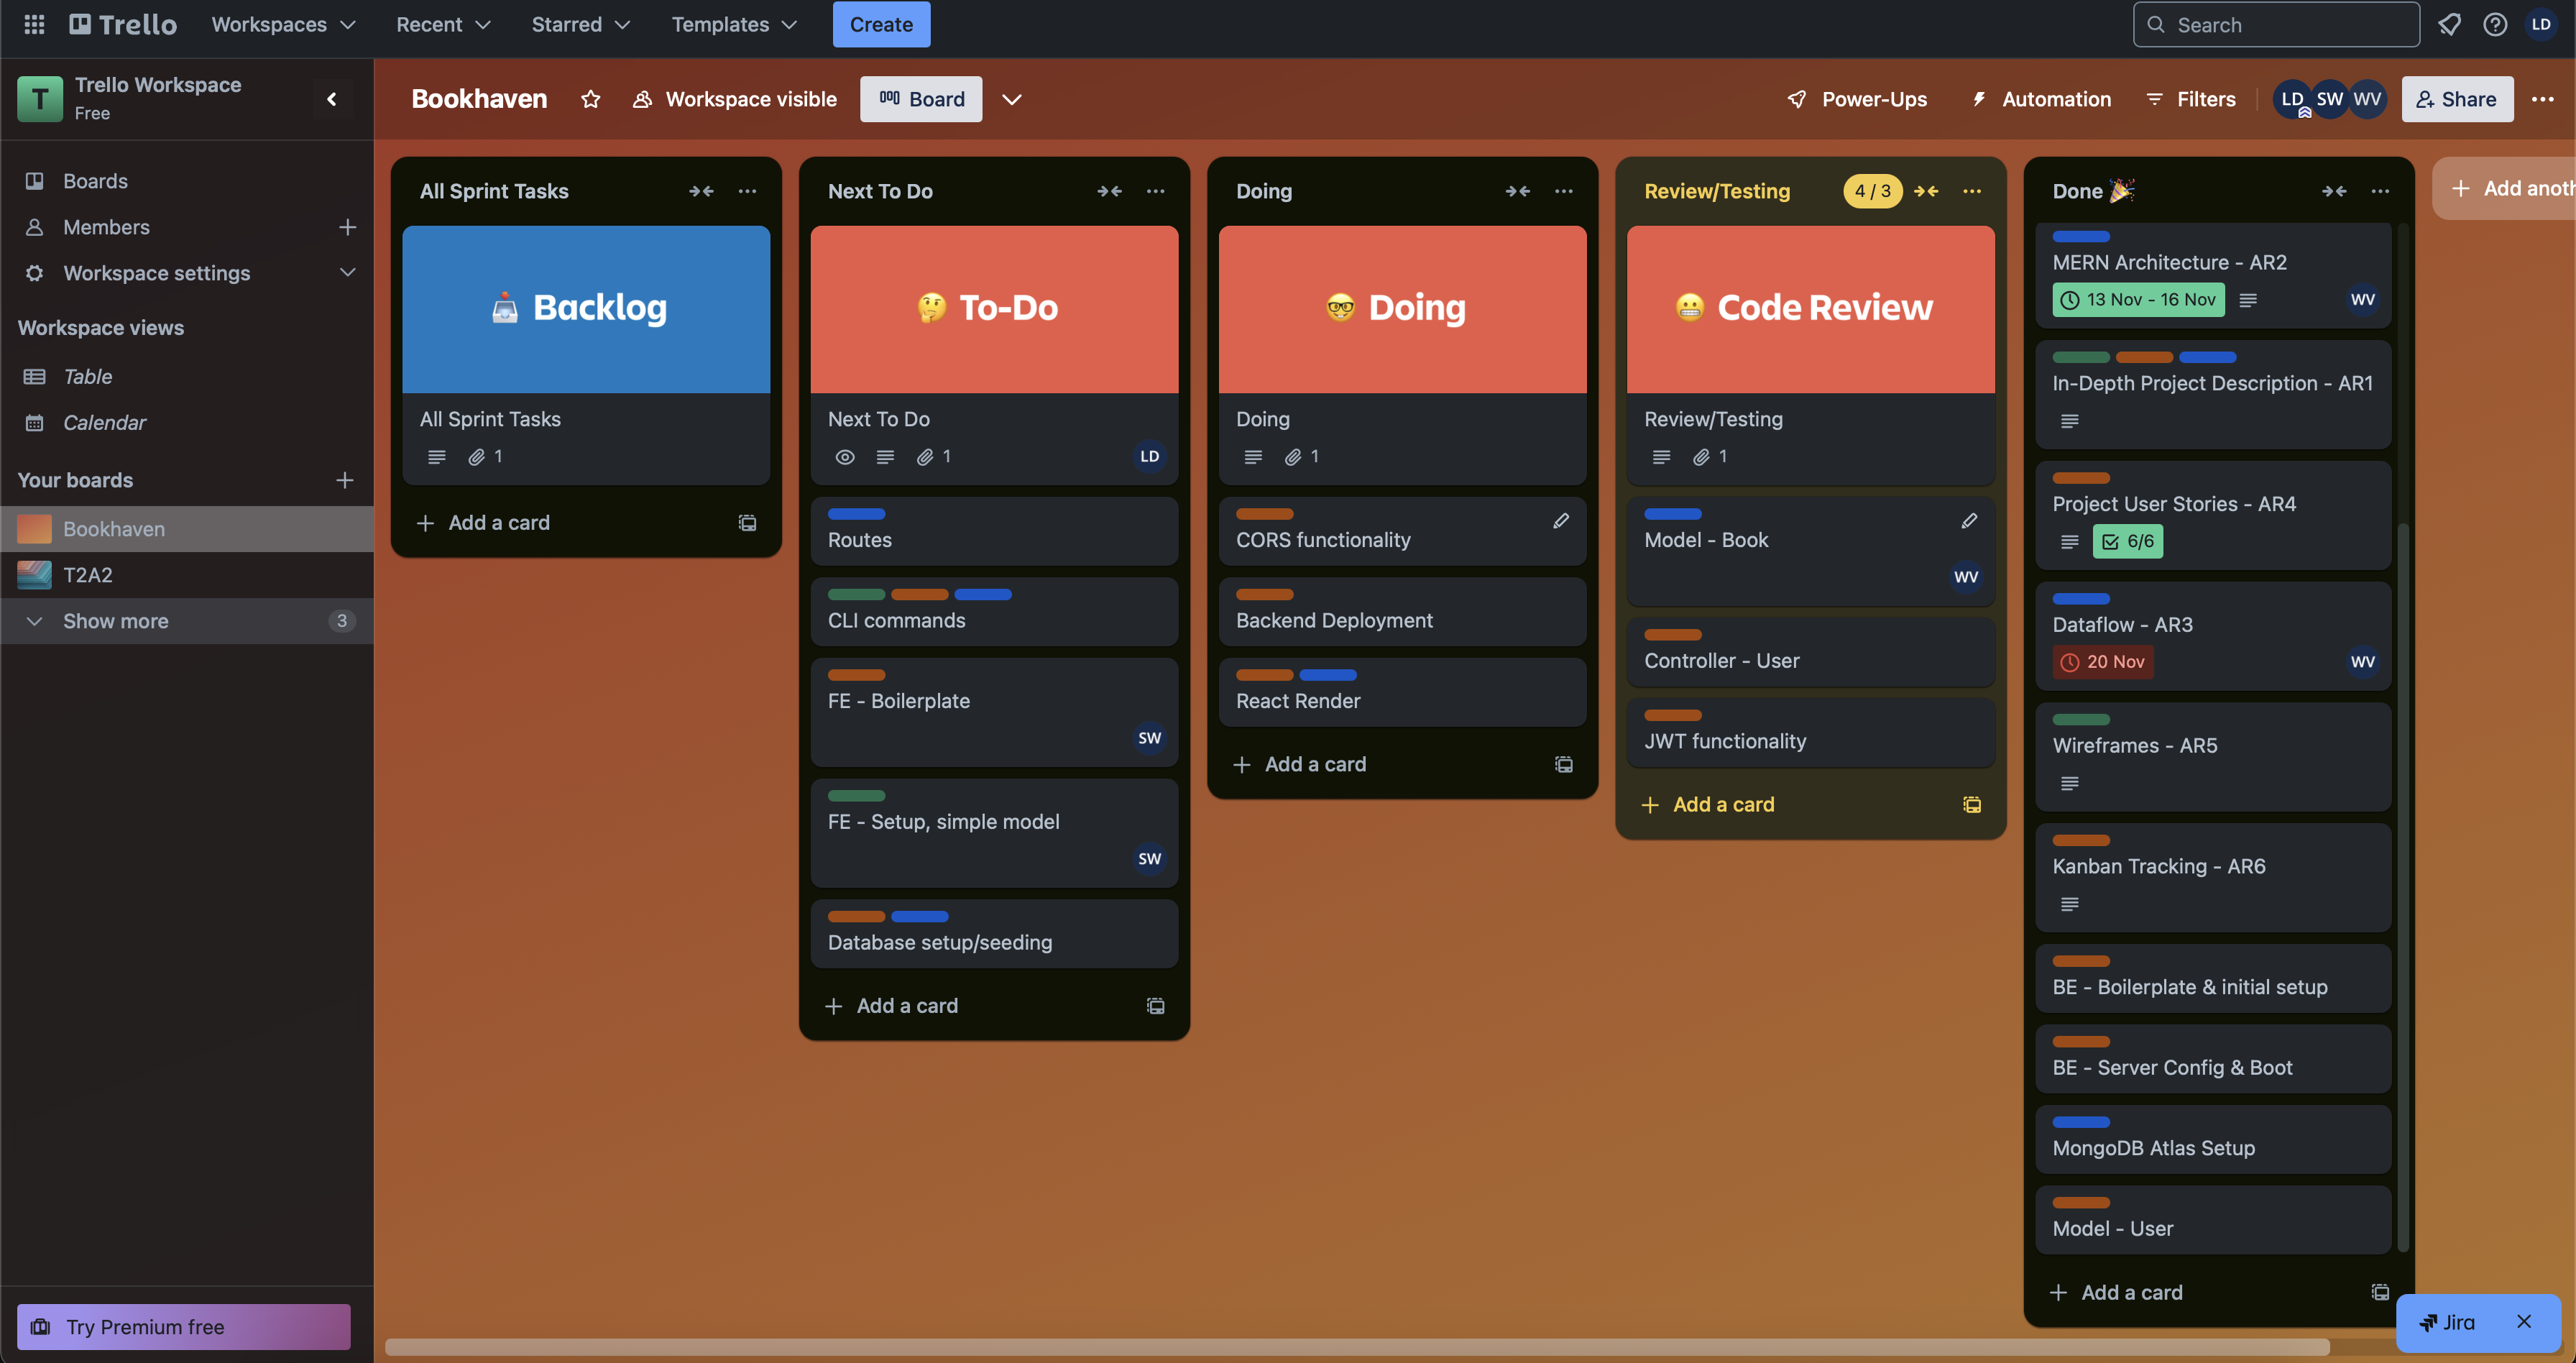 Trello
Workspaces
Recent
Starred
Templates
Create
Search
LD
T
Trello Workspace
Free
Boards
Members
Workspace settings
Workspace views
Table
Calendar
Your boards
Bookhaven
T2A2
Show more
3
Try Premium free
Bookhaven
Workspace visible
Board
Power-Ups
Automation
Filters
LD
SW
WV
Share
All Sprint Tasks
Backlog
All Sprint Tasks
1
Add a card
Next To Do
To-Do
Next To Do
1
LD
Routes
CLI commands
FE - Boilerplate
SW
FE - Setup, simple model
SW
Database setup/seeding
Add a card
Doing
Doing
Doing
1
CORS functionality
Backend Deployment
React Render
Add a card
Review/Testing
4 / 3
Code Review
Review/Testing
1
Model - Book
WV
Controller - User
JWT functionality
Add a card
Done 🎉
MERN Architecture - AR2
13 Nov - 16 Nov
WV
In-Depth Project Description - AR1
Project User Stories - AR4
6/6
Dataflow - AR3
20 Nov
WV
Wireframes - AR5
Kanban Tracking - AR6
BE - Boilerplate & initial setup
BE - Server Config & Boot
MongoDB Atlas Setup
Model - User
Add a card
Add anoth
Jira